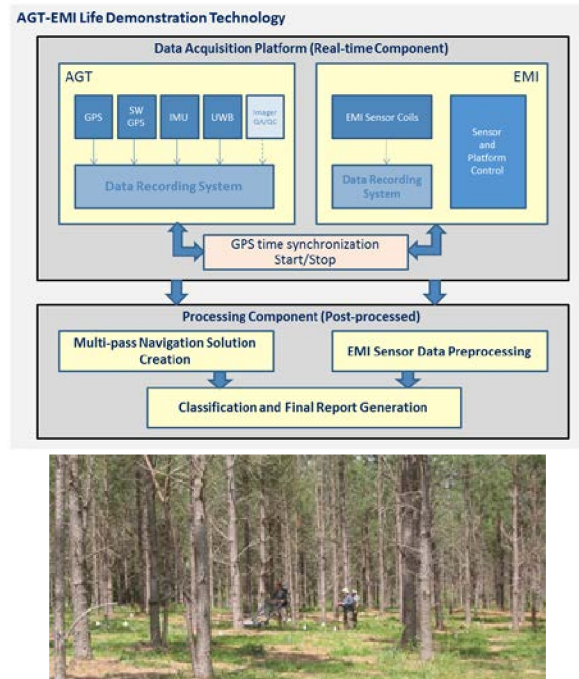 AGT-EMI Life Demonstration Technology
Data Acquisition Platform (Real-time Component)
AGT
GPS
SW
GPS
IMU
UWB
Imager
QA/QC
Data Recording System
EMI
EMI Sensor Coils
Data Recording
System
Sensor
and
Platform
Control
GPS time synchronization
Start/Stop
Processing Component (Post-processed)
Multi-pass Navigation Solution
Creation
EMI Sensor Data Preprocessing
Classification and Final Report Generation